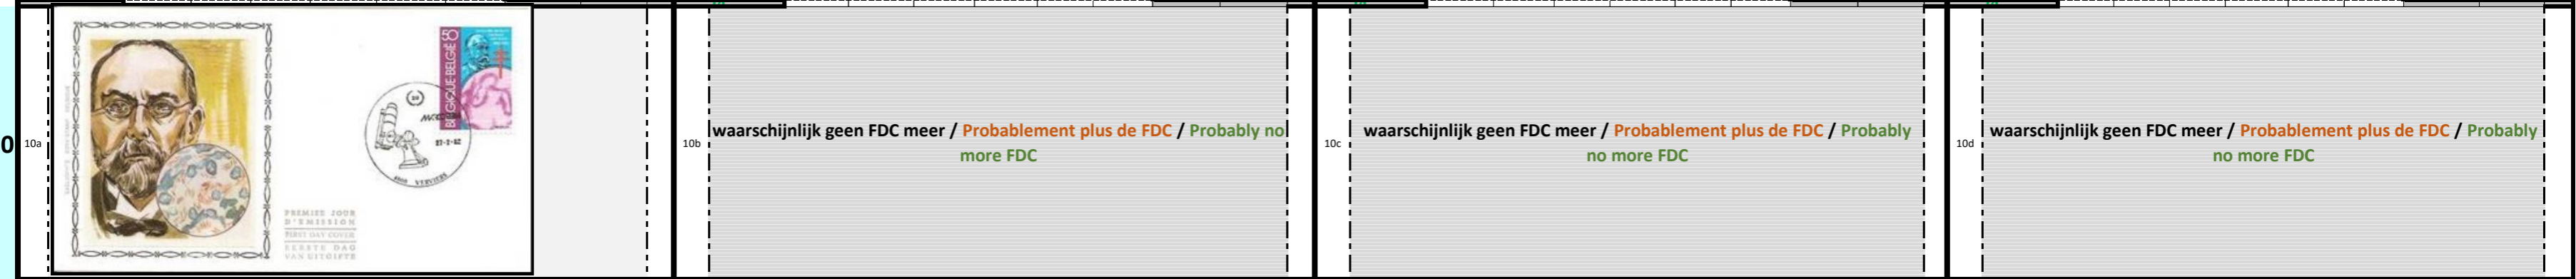 0
10a
50
BELGIQUE-BELGIË
27-2-82
4800 VERVIERS
PREMIER JOUR
D'EMISSION
FIRST DAY COVER
EERSTE DAG
VAN UITGIFTE
10b
waarschijnlijk geen FDC meer / Probablement plus de FDC / Probably no
more FDC
10c
waarschijnlijk geen FDC meer / Probablement plus de FDC / Probably
no more FDC
10d
waarschijnlijk geen FDC meer / Probablement plus de FDC / Probably
no more FDC